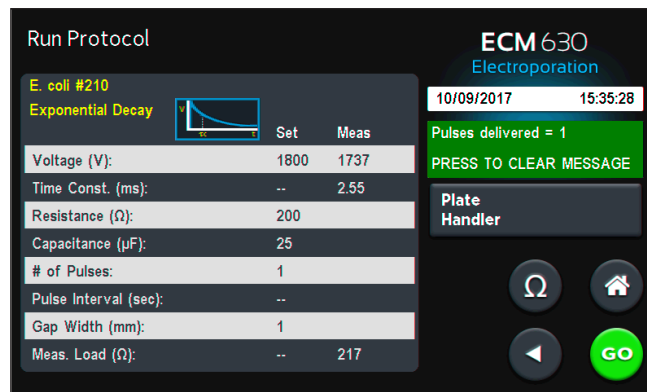 Run Protocol
E. coli #210
Exponential Decay
V
τc
t
Set Meas
Voltage (V): 1800 1737
Time Const. (ms): -- 2.55
Resistance (Ω): 200
Capacitance (µF): 25
# of Pulses: 1
Pulse Interval (sec): --
Gap Width (mm): 1
Meas. Load (Ω): -- 217
ECM 630
Electroporation
10/09/2017 15:35:28
Pulses delivered = 1
PRESS TO CLEAR MESSAGE
Plate
Handler
Ω
GO